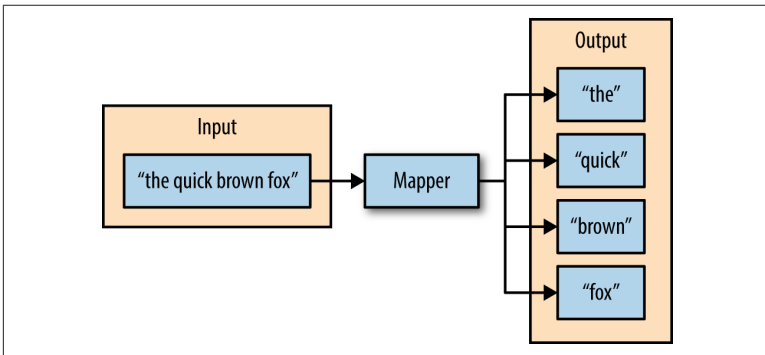 Input
“the quick brown fox”
Mapper
Output
“the”
“quick”
“brown”
“fox”